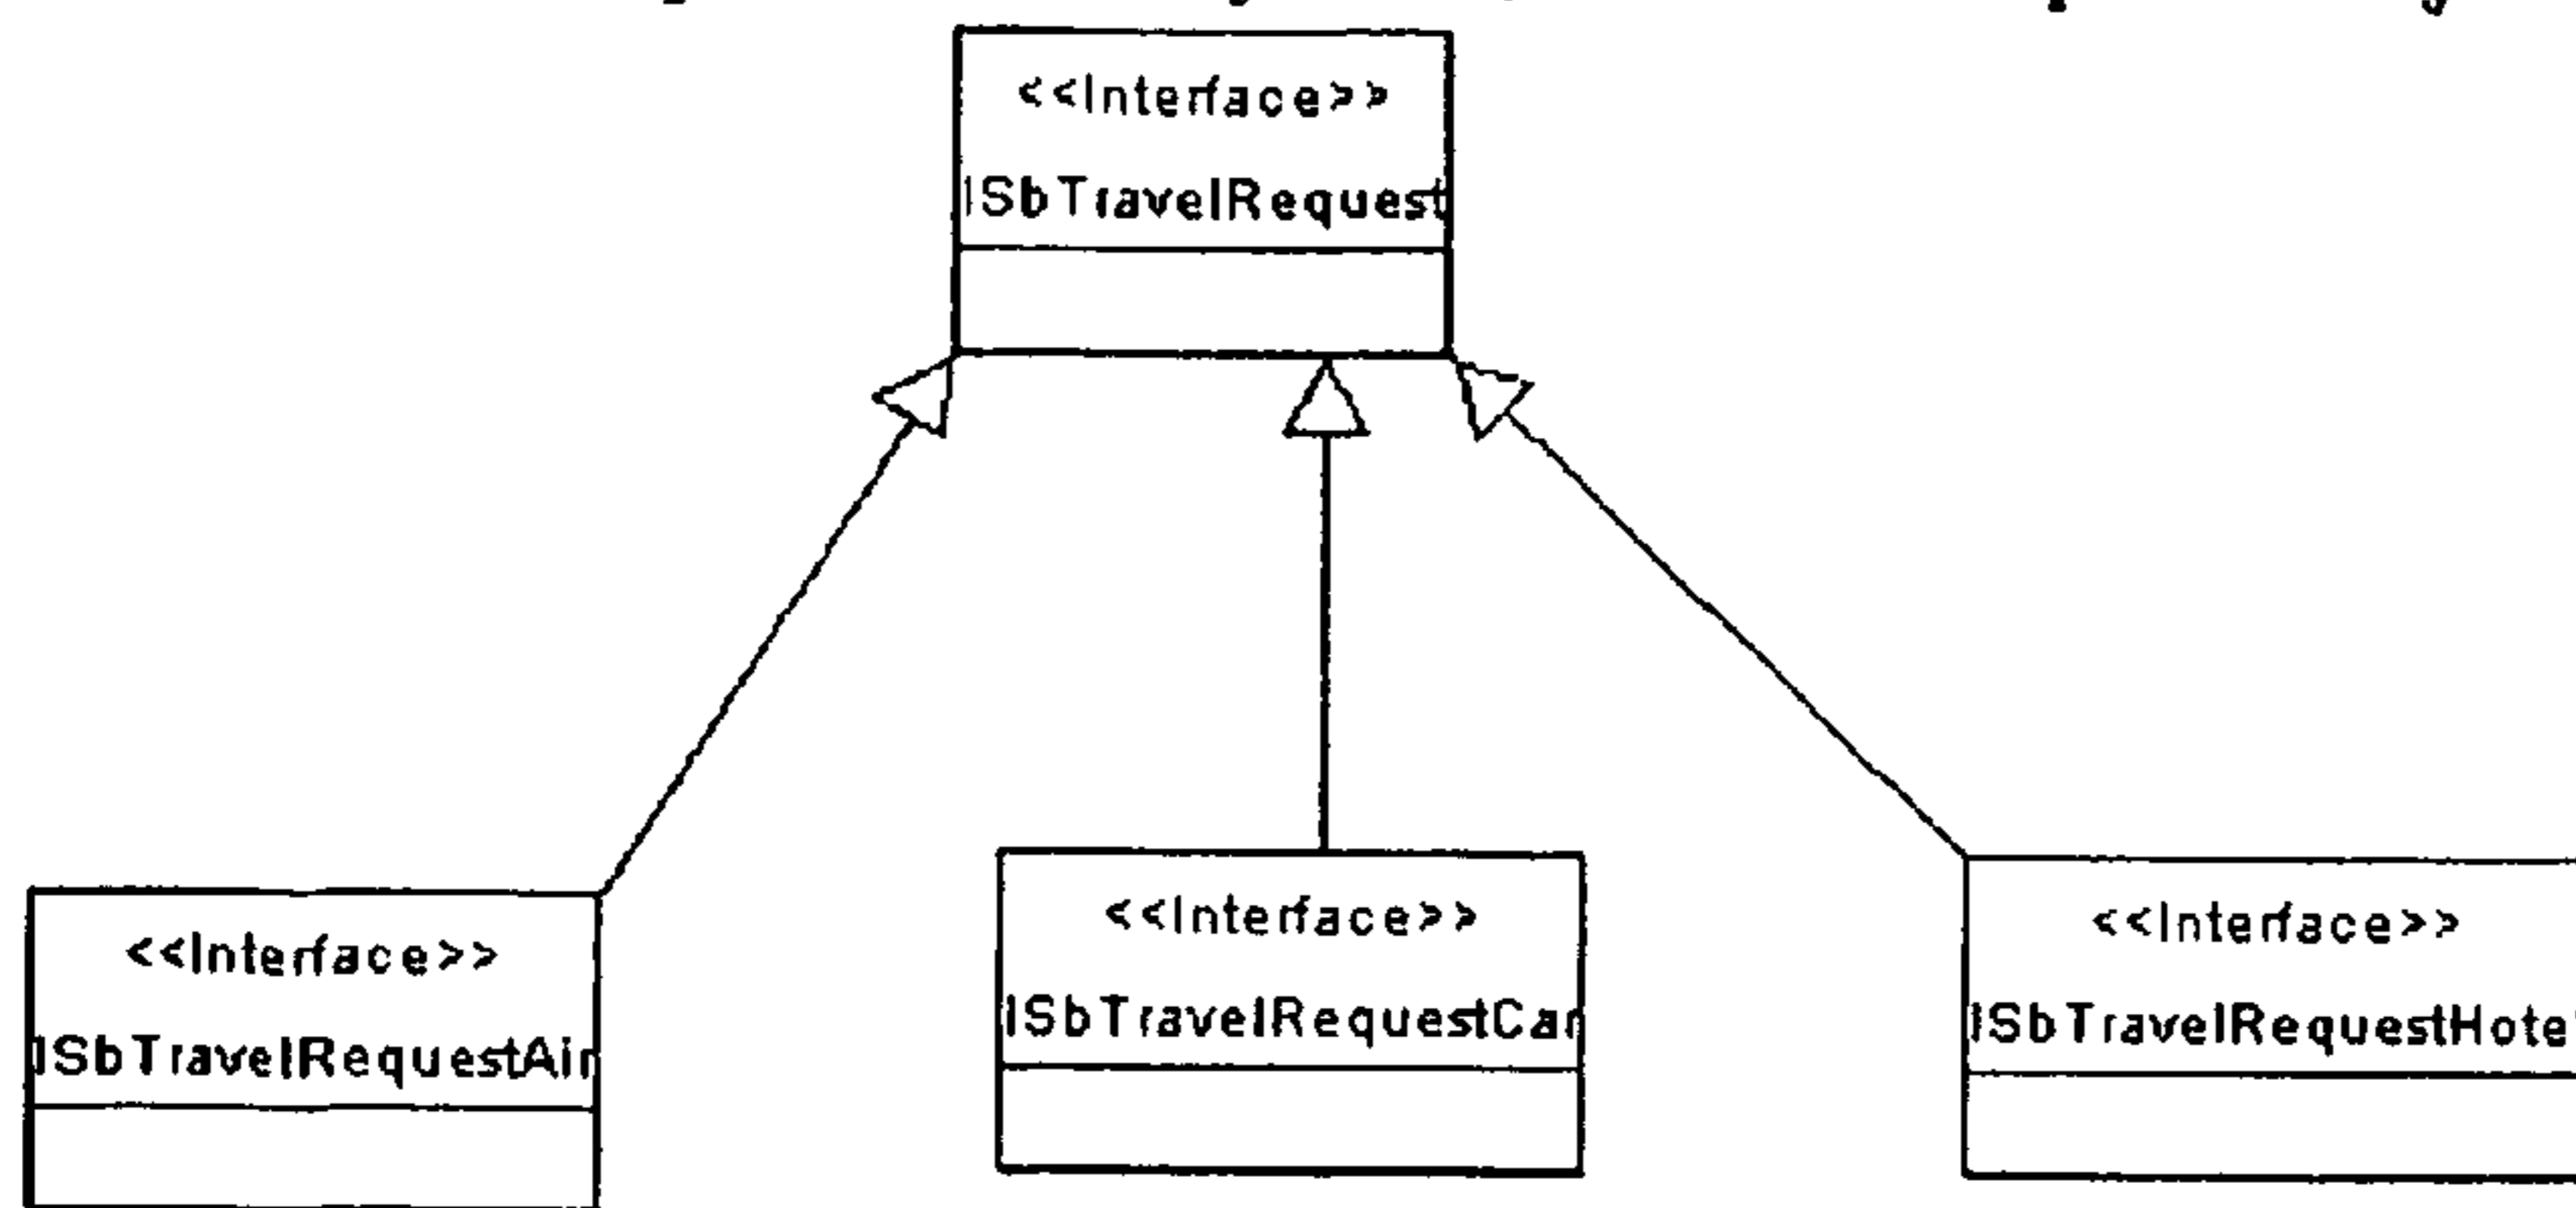 <<Interface>>
ISbTravelRequest
<<Interface>>
ISbTravelRequestAir
<<Interface>>
ISbTravelRequestCar
<<Interface>>
ISbTravelRequestHotel